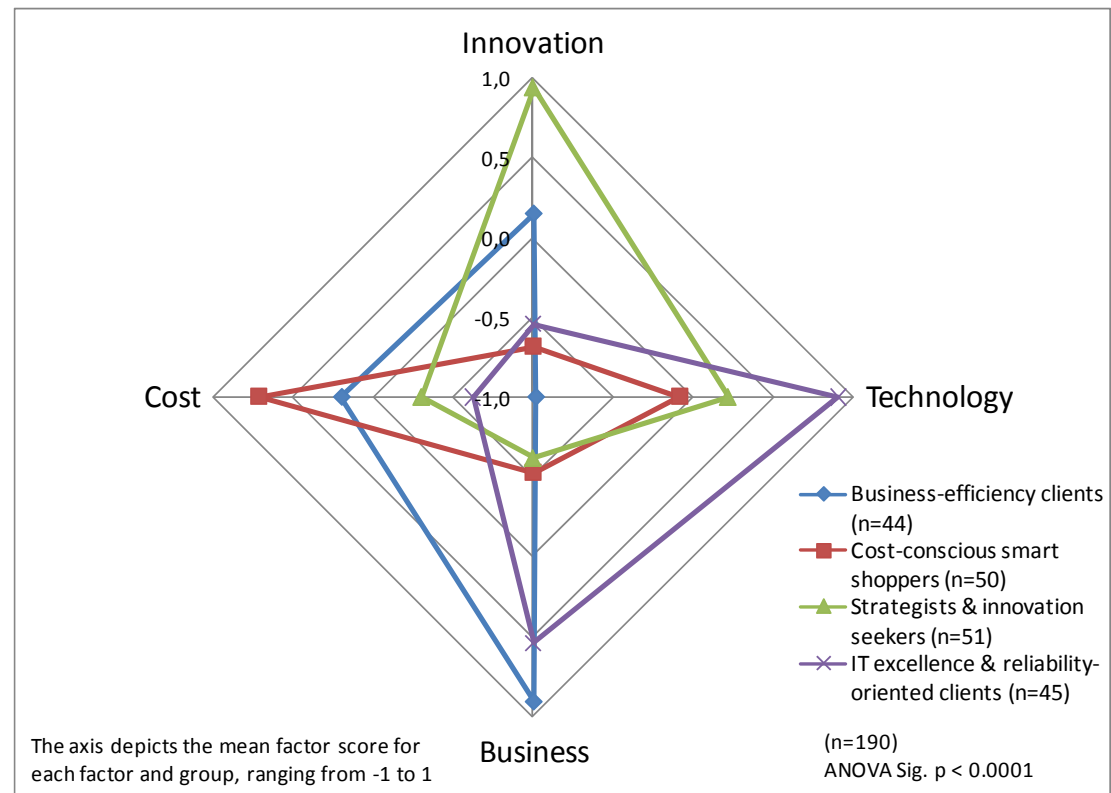 Innovation
1,0
0,5
0,0
-0,5
-1,0
Cost
Technology
Business-efficiency clients
(n=44)
Cost-conscious smart
shoppers (n=50)
Strategists & innovation
seekers (n=51)
IT excellence & reliability-
oriented clients (n=45)
Business
The axis depicts the mean factor score for
each factor and group, ranging from -1 to 1
(n=190)
ANOVA Sig. p < 0.0001